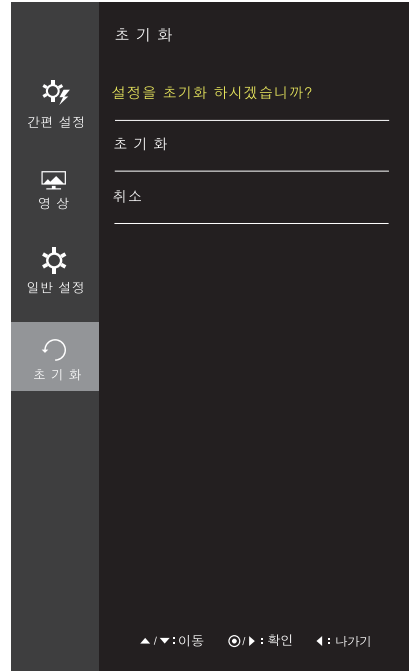 초 기 화
설정을 초기화 하시겠습니까?
초 기 화
취소
간편 설정
영 상
일반 설정
초 기 화
▲/▼:이동 ⦿/▶:확인 ◀:나가기